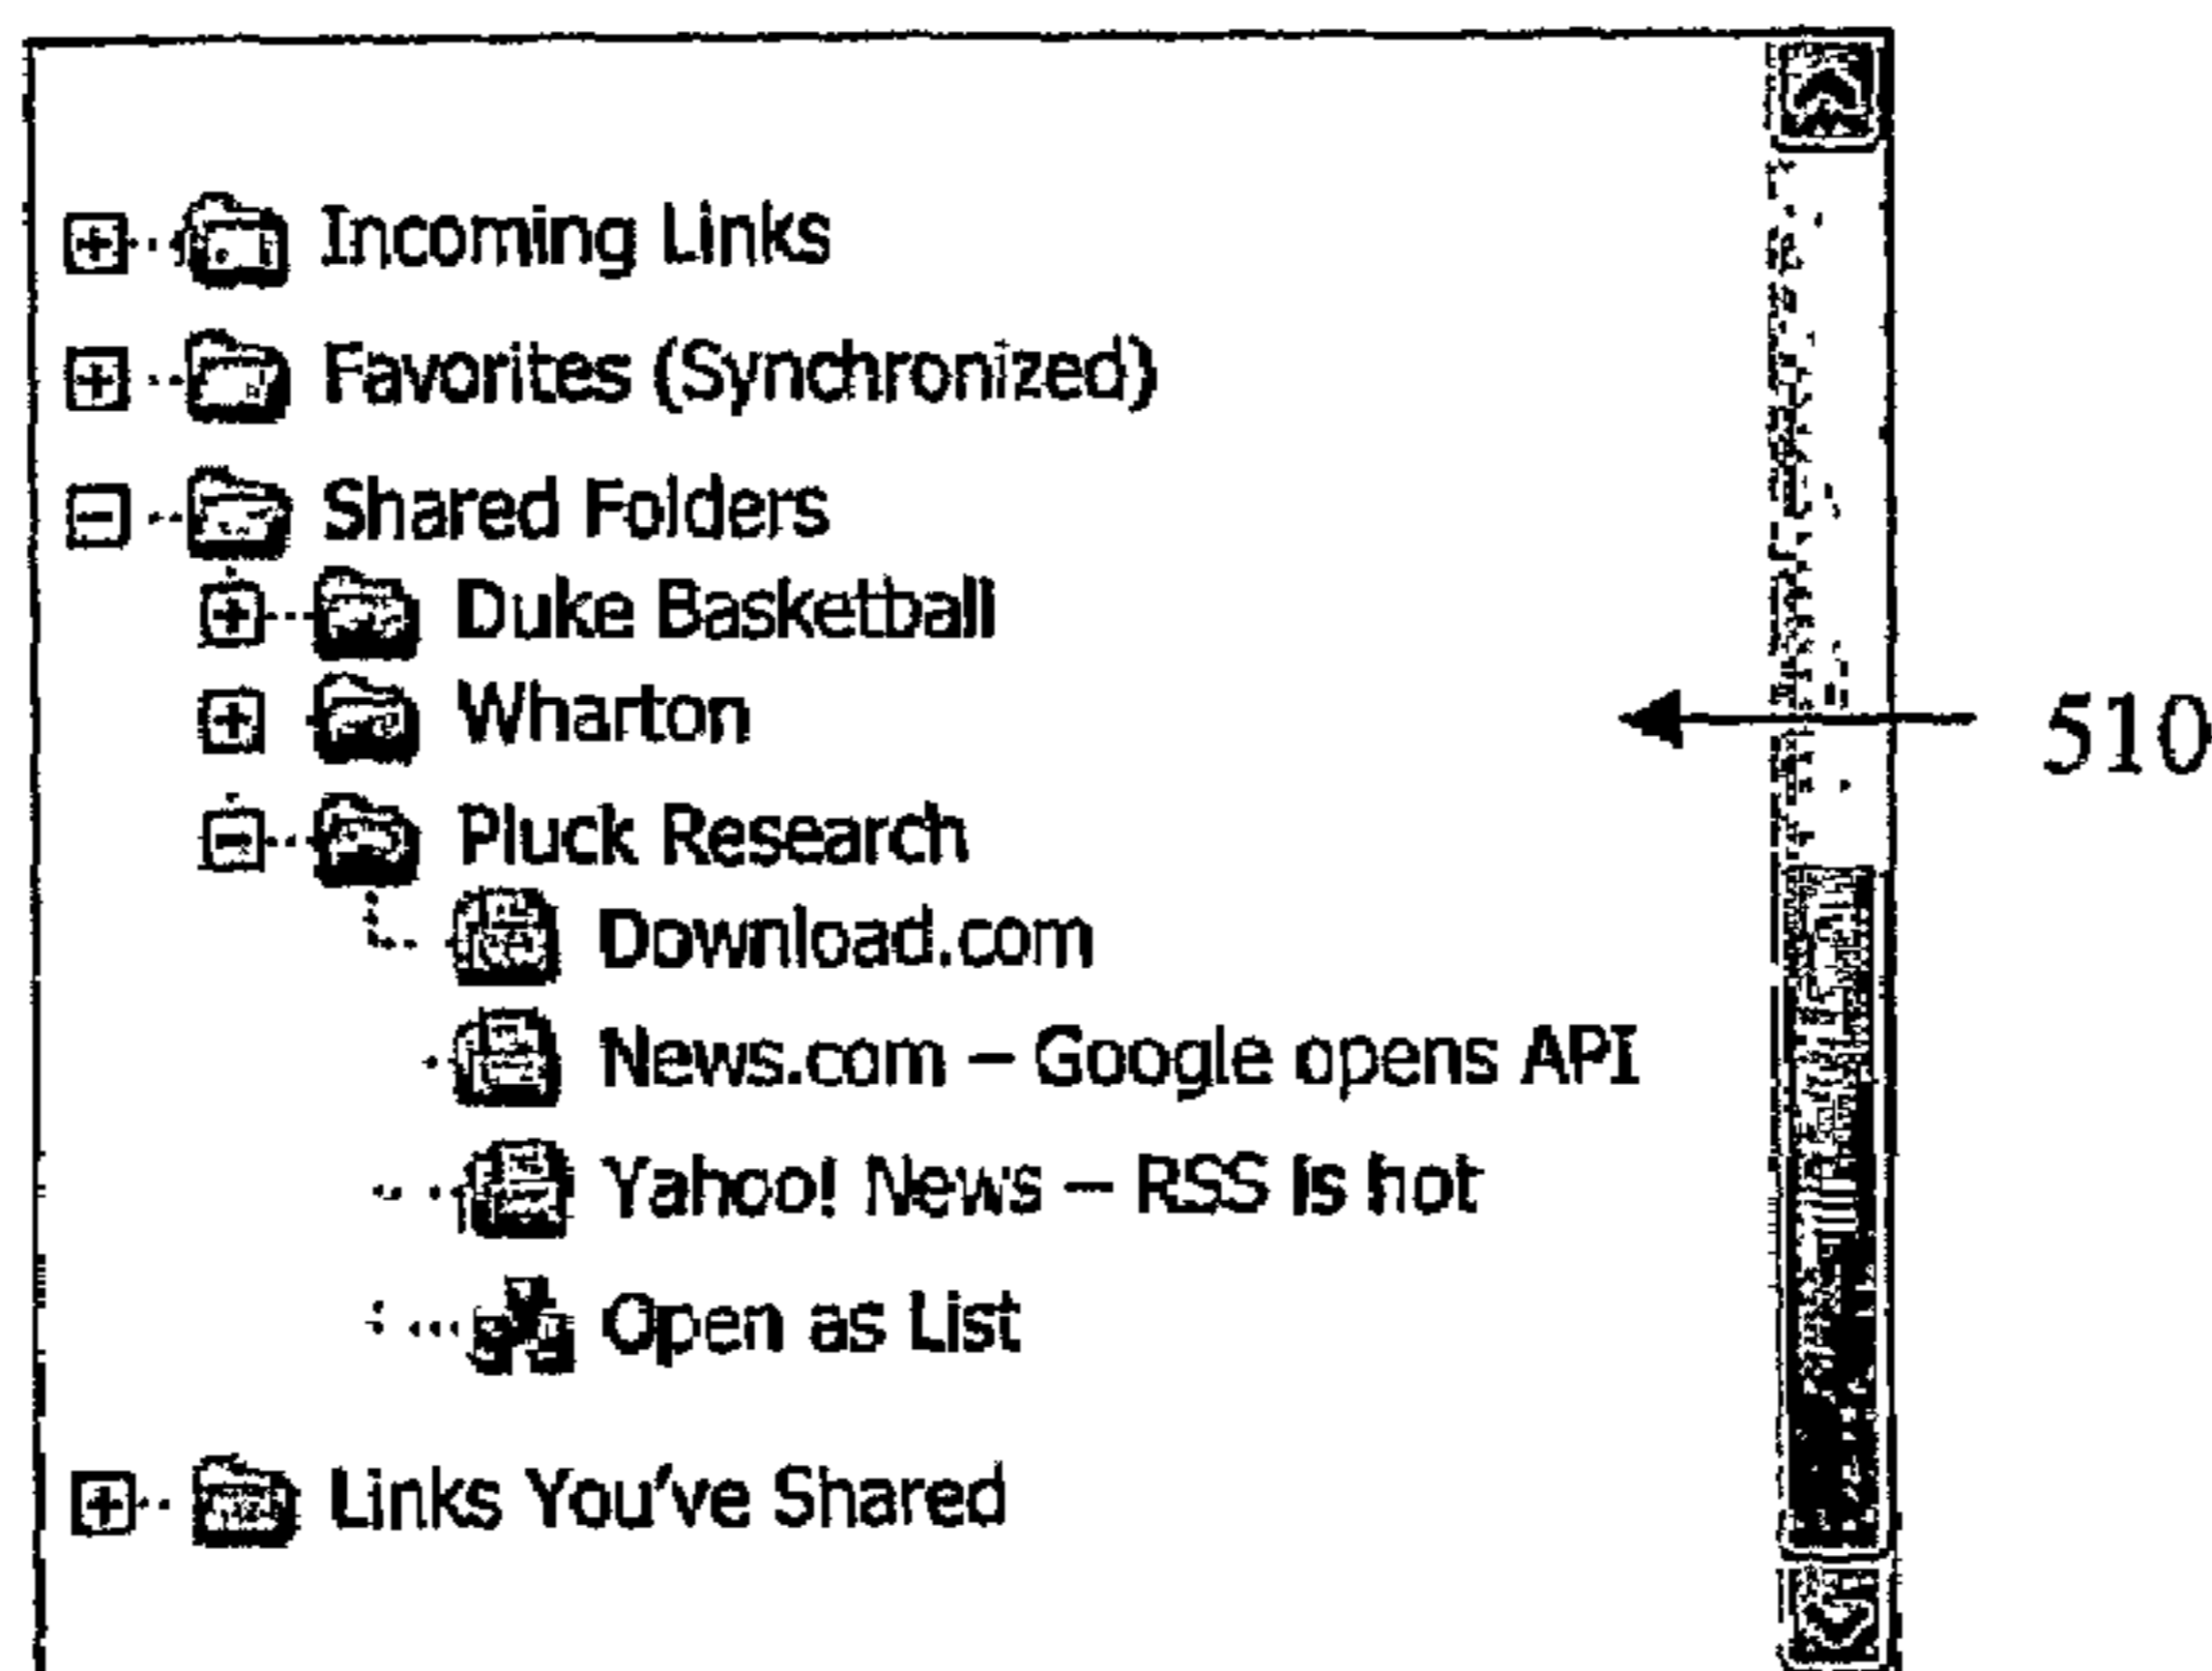 Incoming Links
Favorites (Synchronized)
Shared Folders
Duke Basketball
Wharton
510
Pluck Research
Download.com
News.com – Google opens API
Yahoo! News – RSS is hot
Open as List
Links You've Shared